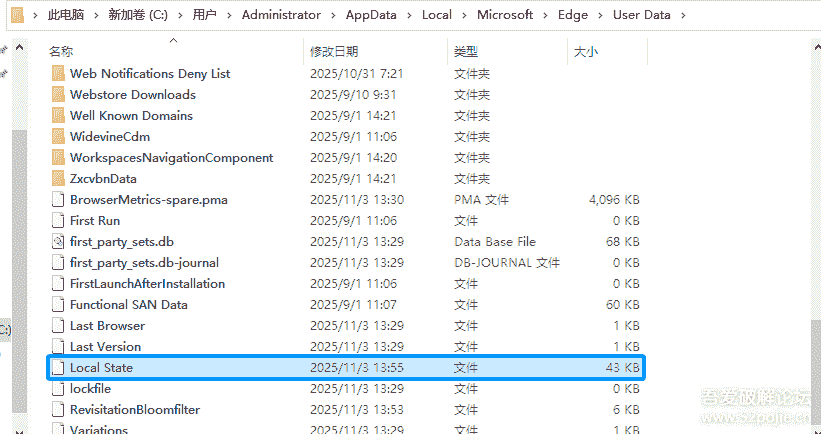 此电脑 > 新加卷 (C:) > 用户 > Administrator > AppData > Local > Microsoft > Edge > User Data >
名称 修改日期 类型 大小
Web Notifications Deny List 2025/10/31 7:21 文件夹
Webstore Downloads 2025/9/10 9:31 文件夹
Well Known Domains 2025/9/1 14:21 文件夹
WidevineCdm 2025/9/1 11:06 文件夹
WorkspacesNavigationComponent 2025/9/1 14:20 文件夹
ZxcvbnData 2025/9/1 14:21 文件夹
BrowserMetrics-spare.pma 2025/11/3 13:30 PMA 文件 4,096 KB
First Run 2025/9/1 11:06 文件 0 KB
first_party_sets.db 2025/11/3 13:29 Data Base File 68 KB
first_party_sets.db-journal 2025/11/3 13:29 DB-JOURNAL 文件 0 KB
FirstLaunchAfterInstallation 2025/9/1 11:06 文件 0 KB
Functional SAN Data 2025/9/1 11:07 文件 60 KB
Last Browser 2025/11/3 13:29 文件 1 KB
Last Version 2025/11/3 13:29 文件 1 KB
C:)
Local State 2025/11/3 13:55 文件 43 KB
lockfile 2025/11/3 13:29 文件 0 KB
RevisitationBloomfilter 2025/11/3 13:53 文件 6 KB
Variations 2025/11/3 13:29 文件 1 KB
吾爱破解论坛
www.52pojie.cn